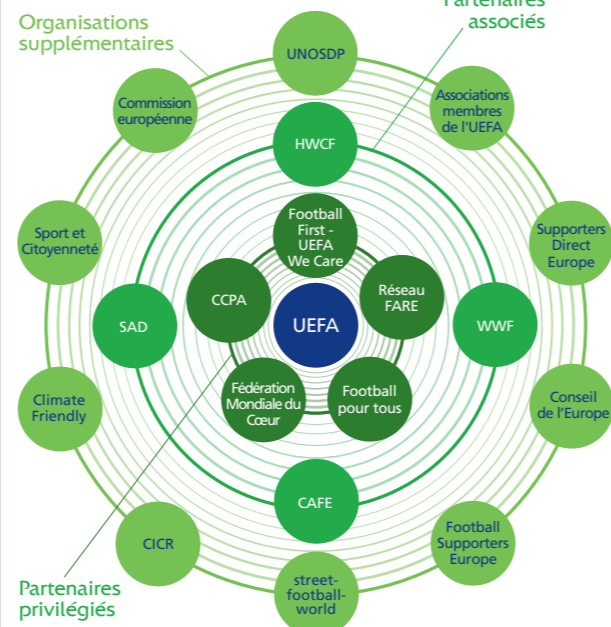 Organisations
supplémentaires
Partenaires
associés
UNOSDP
Commission
européenne
Associations
membres
de l'UEFA
HWCF
Football
First -
UEFA
We Care
Sport et
Citoyenneté
Supporters
Direct
Europe
CCPA
Réseau
FARE
SAD
UEFA
WWF
Climate
Friendly
Fédération
Mondiale du
Cœur
Football
pour tous
Conseil
de l'Europe
CAFE
CICR
Football
Supporters
Europe
street-
football-
world
Partenaires
privilégiés